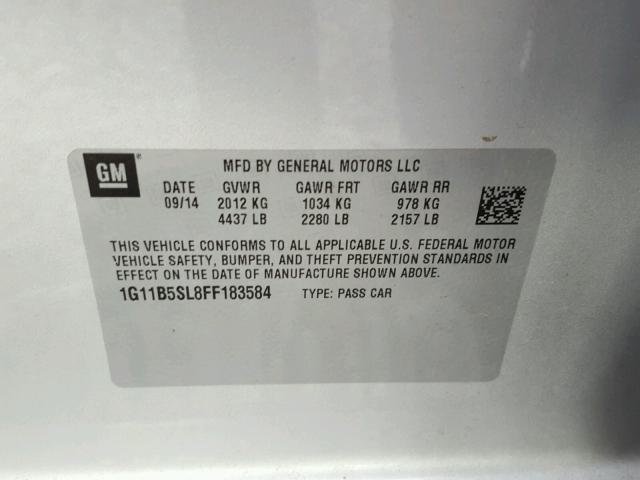 GM ®
MFD BY GENERAL MOTORS LLC
DATE GVWR GAWR FRT GAWR RR
09/14 2012 KG 1034 KG 978 KG
4437 LB 2280 LB 2157 LB
THIS VEHICLE CONFORMS TO ALL APPLICABLE U.S. FEDERAL MOTOR
VEHICLE SAFETY, BUMPER, AND THEFT PREVENTION STANDARDS IN
EFFECT ON THE DATE OF MANUFACTURE SHOWN ABOVE.
1G11B5SL8FF183584 TYPE: PASS CAR